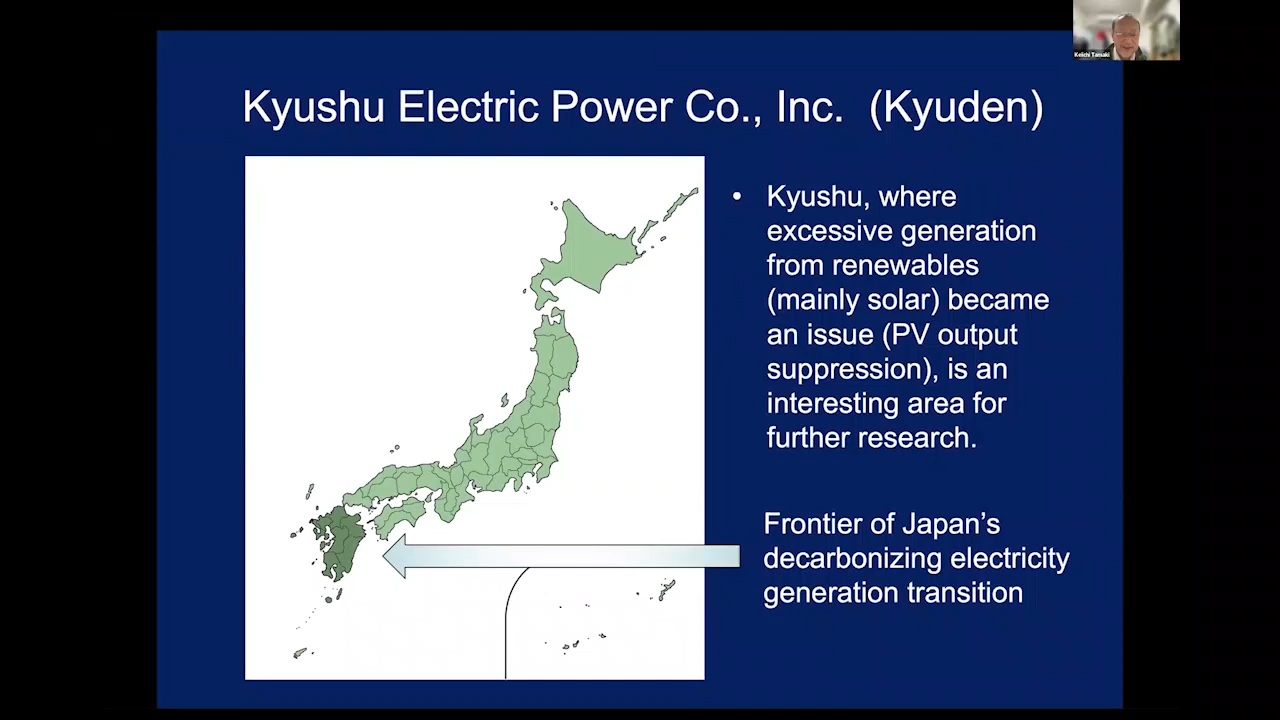 Keiichi Tamaki
Kyushu Electric Power Co., Inc. (Kyuden)
• Kyushu, where
excessive generation
from renewables
(mainly solar) became
an issue (PV output
suppression), is an
interesting area for
further research.
Frontier of Japan's
decarbonizing electricity
generation transition